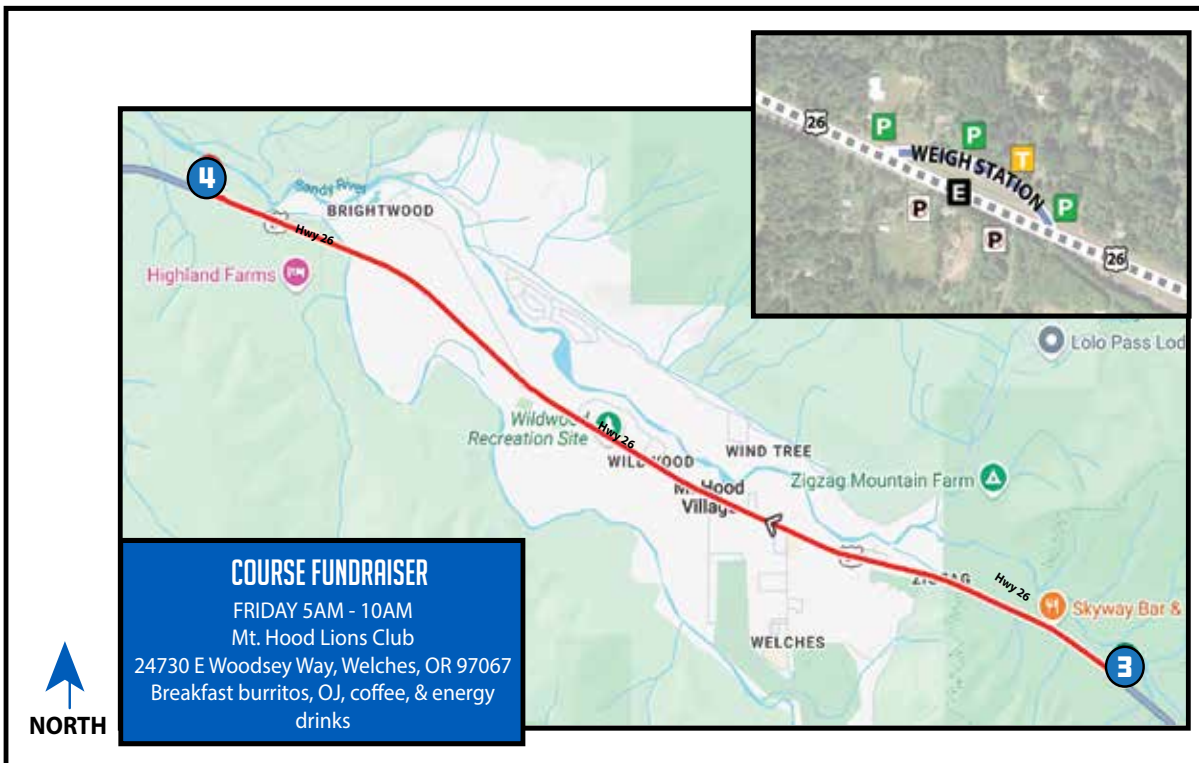 26
P
P
WEIGH STATION
T
E
P
P
P
26
4
Sandy River
BRIGHTWOOD
Hwy 26
Highland Farms
Lolo Pass Lod
Wildwood
Recreation Site
Hwy 26
WILDWOOD
WIND TREE
Mt Hood
Village
Zigzag Mountain Farm
ZIGZAG
Hwy 26
Skyway Bar &
WELCHES
3
COURSE FUNDRAISER
FRIDAY 5AM - 10AM
Mt. Hood Lions Club
24730 E Woodsey Way, Welches, OR 97067
Breakfast burritos, OJ, coffee, & energy
drinks
NORTH